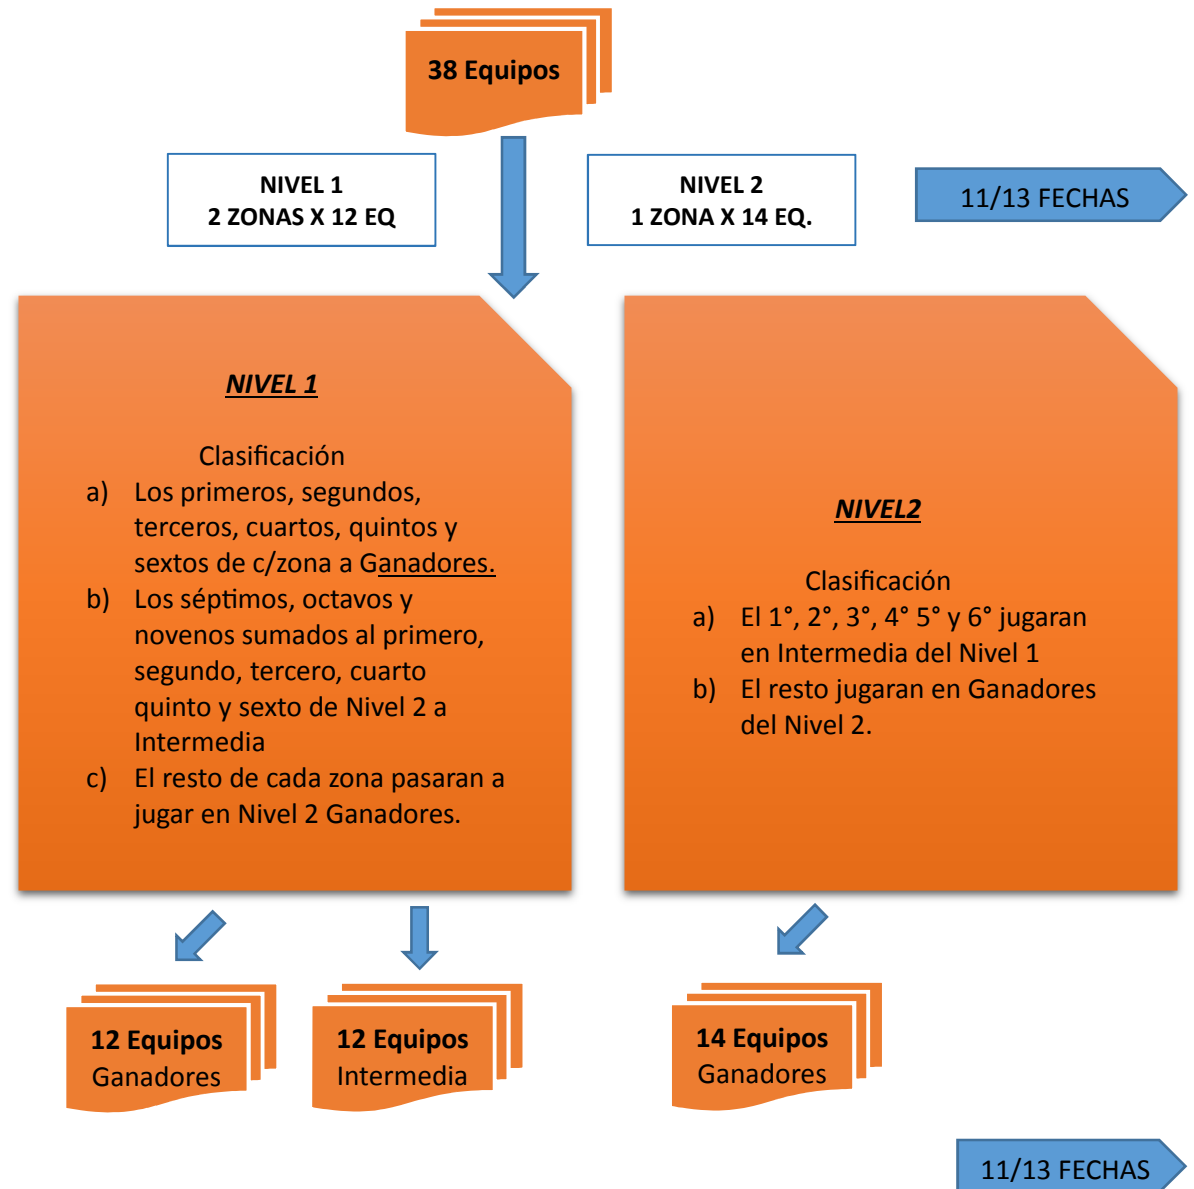 38 Equipos
NIVEL 1
2 ZONAS X 12 EQ
NIVEL 2
1 ZONA X 14 EQ.
11/13 FECHAS
NIVEL 1
Clasificación
a) Los primeros, segundos,
terceros, cuartos, quintos y
sextos de c/zona a Ganadores.
b) Los séptimos, octavos y
novenos sumados al primero,
segundo, tercero, cuarto
quinto y sexto de Nivel 2 a
Intermedia
c) El resto de cada zona pasaran a
jugar en Nivel 2 Ganadores.
NIVEL2
Clasificación
a) El 1°, 2°, 3°, 4° 5° y 6° jugaran
en Intermedia del Nivel 1
b) El resto jugaran en Ganadores
del Nivel 2.
12 Equipos
Ganadores
12 Equipos
Intermedia
14 Equipos
Ganadores
11/13 FECHAS